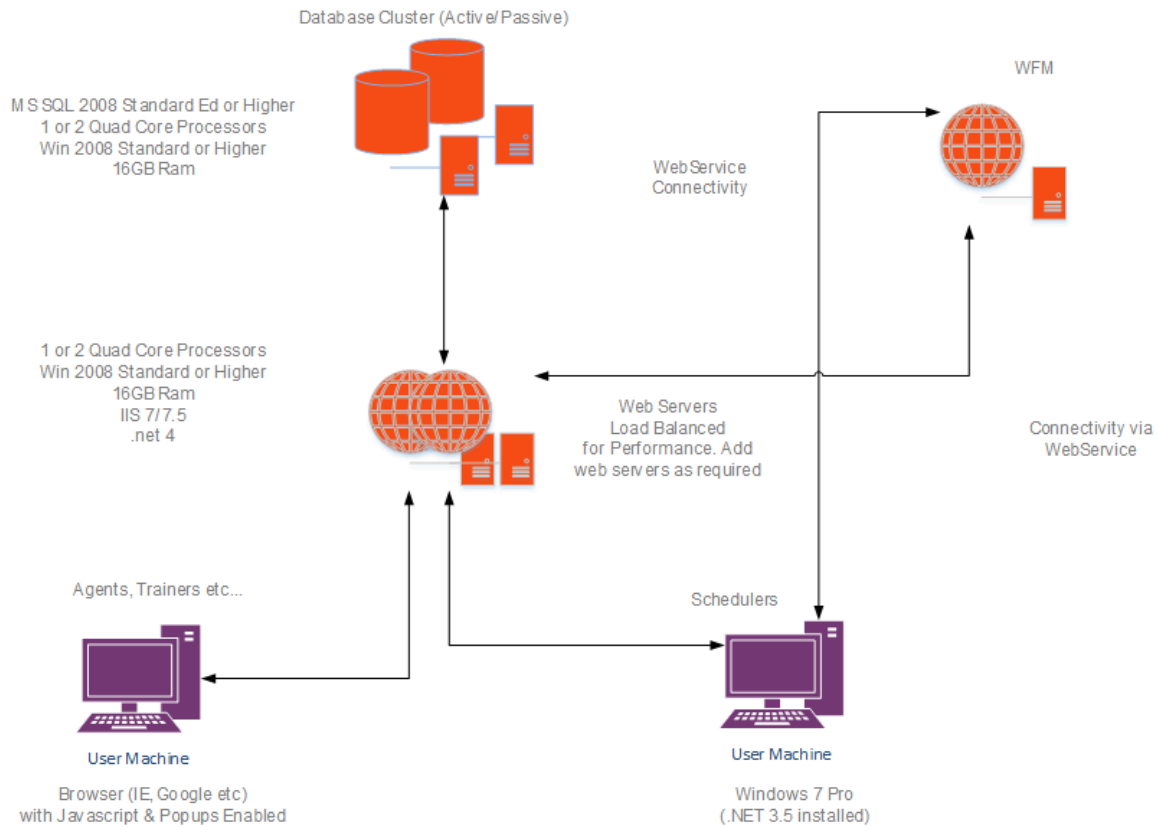 Database Cluster (Active/Passive)
WFM
MS SQL 2008 Standard Ed or Higher
1 or 2 Quad Core Processors
Win 2008 Standard or Higher
16GB Ram
WebService
Connectivity
1 or 2 Quad Core Processors
Win 2008 Standard or Higher
16GB Ram
IIS 7/7.5
.net 4
Web Servers
Load Balanced
for Performance. Add
web servers as required
Connectivity via
WebService
Agents, Trainers etc...
Schedulers
User Machine
Browser (IE, Google etc)
with Javascript & Popups Enabled
User Machine
Windows 7 Pro
(.NET 3.5 installed)